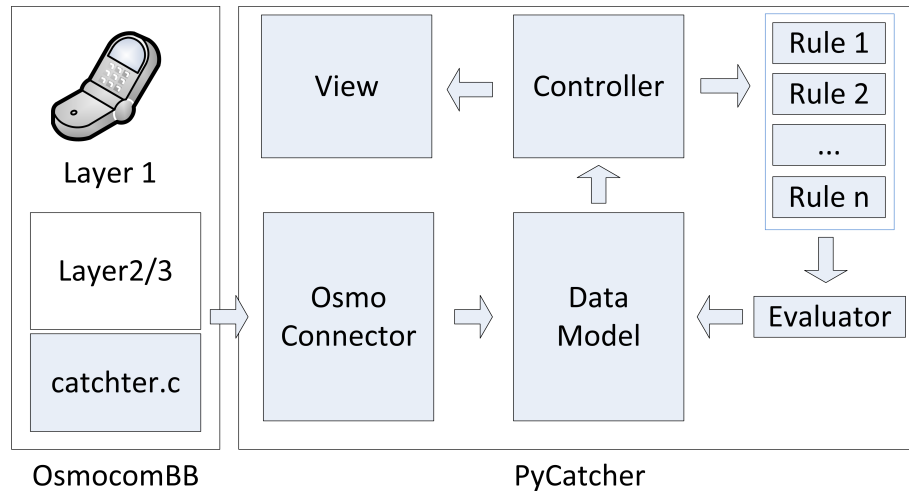 Layer 1
Layer2/3
catchter.c
OsmocomBB
View
Controller
Rule 1
Rule 2
...
Rule n
Osmo
Connector
Data
Model
Evaluator
PyCatcher